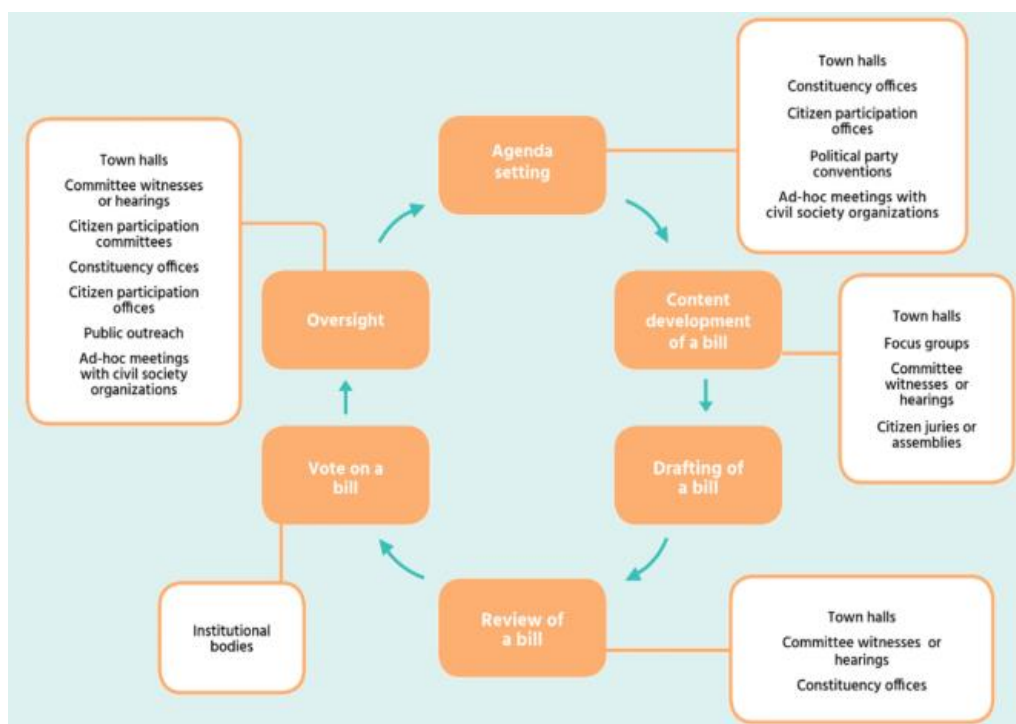 Agenda
setting
Town halls
Constituency offices
Citizen participation
offices
Political party
conventions
Ad-hoc meetings with
civil society organizations
Content
development
of a bill
Town halls
Focus groups
Committee
witnesses or
hearings
Citizen juries or
assemblies
Drafting of
a bill
Review of
a bill
Town halls
Committee witnesses or
hearings
Constituency offices
Vote on a
bill
Institutional
bodies
Oversight
Town halls
Committee witnesses
or hearings
Citizen participation
committees
Constituency offices
Citizen participation
offices
Public outreach
Ad-hoc meetings
with civil society
organizations